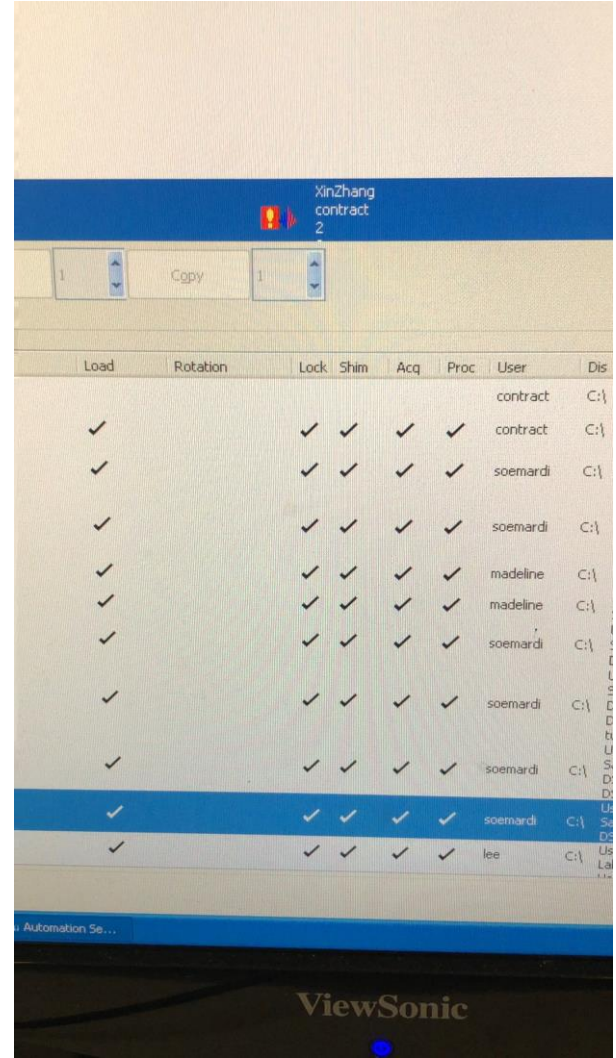 XinZhang
contract
2
1 Copy 1
Load Rotation Lock Shim Acq Proc User Dis
contract C:\
contract C:\
soemardi C:\
soemardi C:\
madeline C:\
madeline C:\
soemardi C:\
soemardi C:\
soemardi C:\
soemardi C:\
lee C:\
Automation Se...
ViewSonic